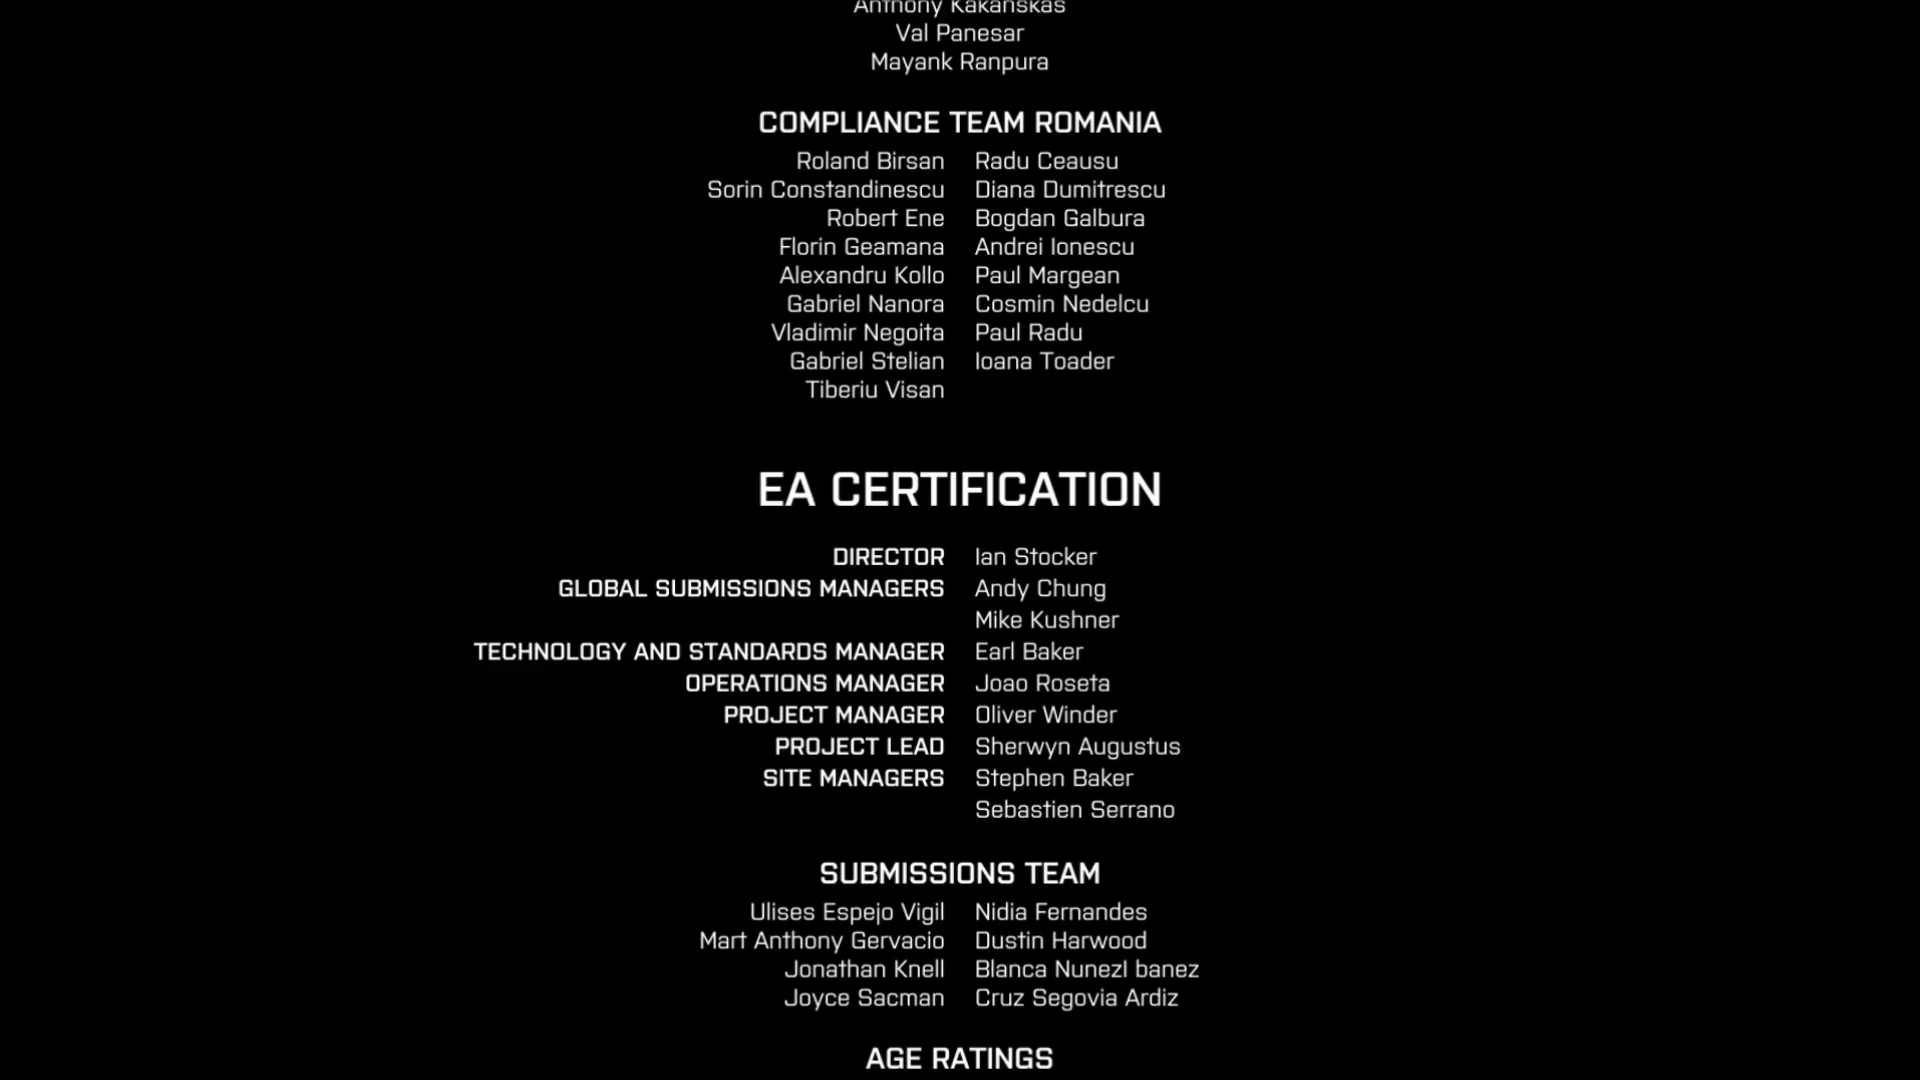 Anthony Kakanskas
Val Panesar
Mayank Ranpura
COMPLIANCE TEAM ROMANIA
Roland Birsan Radu Ceausu
Sorin Constandinescu Diana Dumitrescu
Robert Ene Bogdan Galbura
Florin Geamana Andrei Ionescu
Alexandru Kollo Paul Margean
Gabriel Nanora Cosmin Nedelcu
Vladimir Negoita Paul Radu
Gabriel Stelian Ioana Toader
Tiberiu Visan
EA CERTIFICATION
DIRECTOR Ian Stocker
GLOBAL SUBMISSIONS MANAGERS Andy Chung
Mike Kushner
TECHNOLOGY AND STANDARDS MANAGER Earl Baker
OPERATIONS MANAGER Joao Roseta
PROJECT MANAGER Oliver Winder
PROJECT LEAD Sherwyn Augustus
SITE MANAGERS Stephen Baker
Sebastien Serrano
SUBMISSIONS TEAM
Ulises Espejo Vigil Nidia Fernandes
Mart Anthony Gervacio Dustin Harwood
Jonathan Knell Blanca NunezI banez
Joyce Sacman Cruz Segovia Ardiz
AGE RATINGS